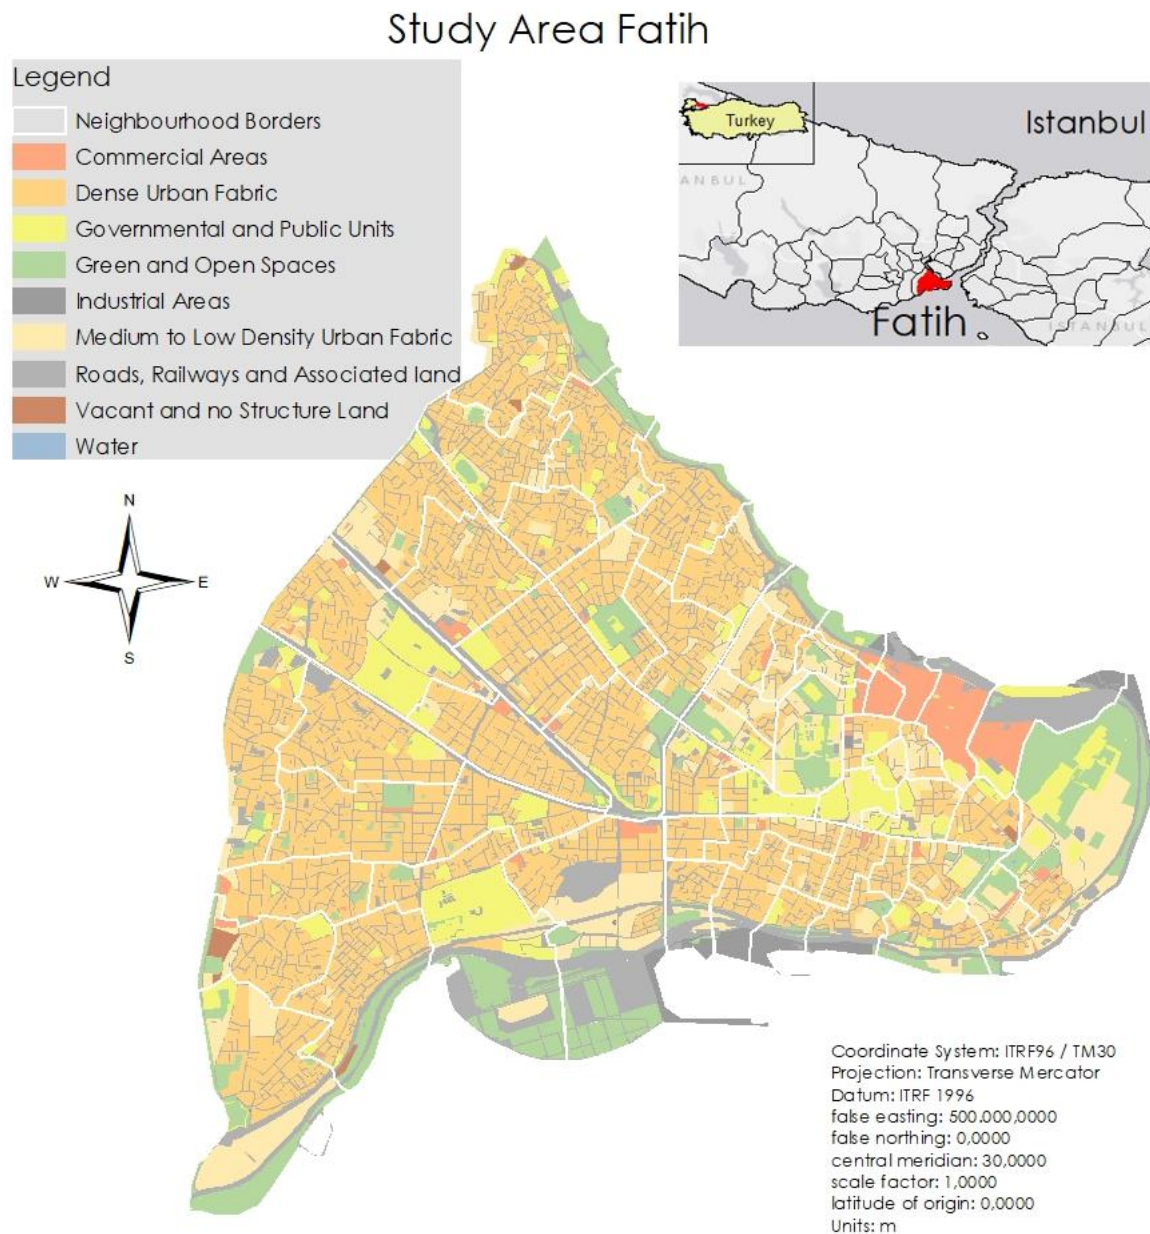 Study Area Fatih
Legend
Neighbourhood Borders
Commercial Areas
Dense Urban Fabric
Governmental and Public Units
Green and Open Spaces
Industrial Areas
Medium to Low Density Urban Fabric
Roads, Railways and Associated land
Vacant and no Structure Land
Water
Turkey
Istanbul
ANBUL
Fatih
ISTANBUL
N
W
E
S
Coordinate System: ITRF96 / TM30
Projection: Transverse Mercator
Datum: ITRF 1996
false easting: 500.000,0000
false northing: 0,0000
central meridian: 30,0000
scale factor: 1,0000
latitude of origin: 0,0000
Units: m